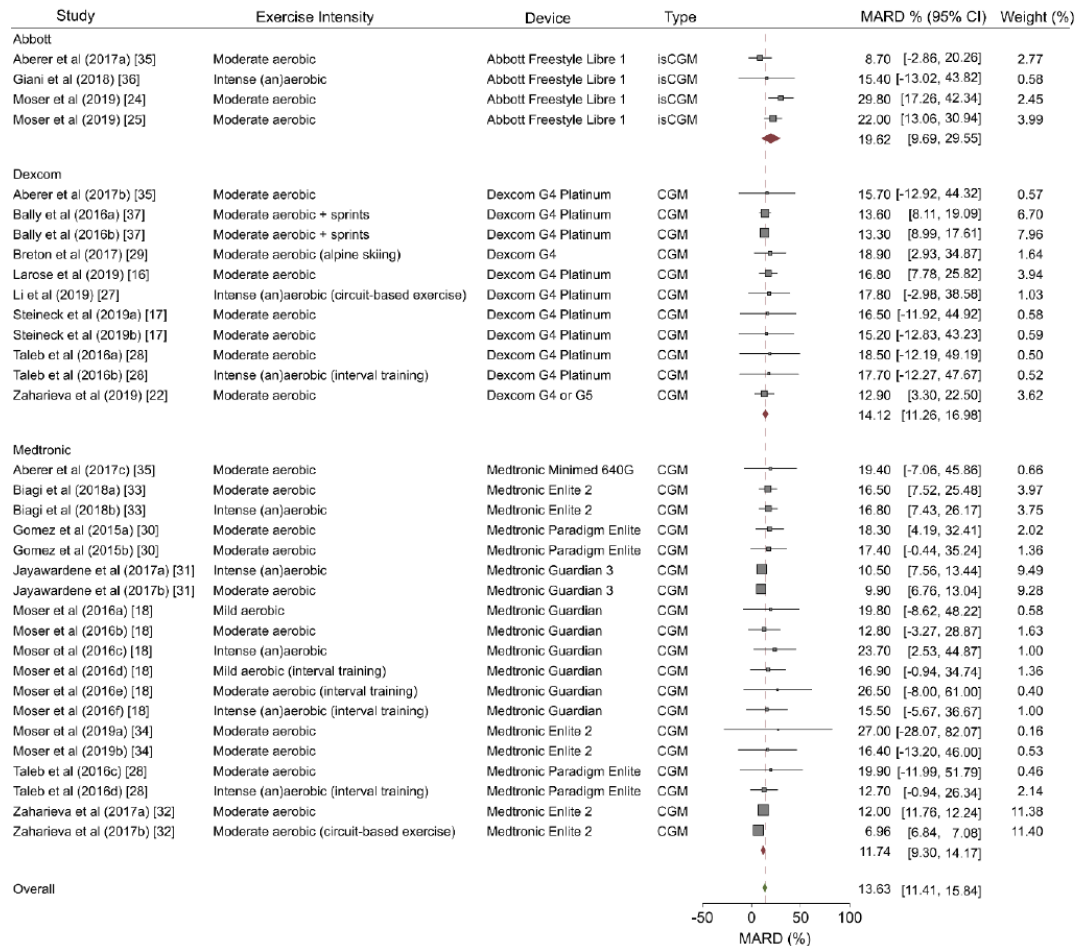 Study Exercise Intensity Device Type MARD % (95% CI) Weight (%)
Abbott
Aberer et al (2017a) [35] Moderate aerobic Abbott Freestyle Libre 1 isCGM 8.70 [-2.86, 20.26] 2.77
Giani et al (2018) [36] Intense (an)aerobic Abbott Freestyle Libre 1 isCGM 15.40 [-13.02, 43.82] 0.58
Moser et al (2019) [24] Moderate aerobic Abbott Freestyle Libre 1 isCGM 29.80 [17.26, 42.34] 2.45
Moser et al (2019) [25] Moderate aerobic Abbott Freestyle Libre 1 isCGM 22.00 [13.06, 30.94] 3.99
19.62 [9.69, 29.55]
Dexcom
Aberer et al (2017b) [35] Moderate aerobic Dexcom G4 Platinum CGM 15.70 [-12.92, 44.32] 0.57
Bally et al (2016a) [37] Moderate aerobic + sprints Dexcom G4 Platinum CGM 13.60 [8.11, 19.09] 6.70
Bally et al (2016b) [37] Moderate aerobic + sprints Dexcom G4 Platinum CGM 13.30 [8.99, 17.61] 7.96
Breton et al (2017) [29] Moderate aerobic (alpine skiing) Dexcom G4 CGM 18.90 [2.93, 34.87] 1.64
Larose et al (2019) [16] Moderate aerobic Dexcom G4 Platinum CGM 16.80 [7.78, 25.82] 3.94
Li et al (2019) [27] Intense (an)aerobic (circuit-based exercise) Dexcom G4 Platinum CGM 17.80 [-2.98, 38.58] 1.03
Steineck et al (2019a) [17] Moderate aerobic Dexcom G4 Platinum CGM 16.50 [-11.92, 44.92] 0.58
Steineck et al (2019b) [17] Moderate aerobic Dexcom G4 Platinum CGM 15.20 [-12.83, 43.23] 0.59
Taleb et al (2016a) [28] Moderate aerobic Dexcom G4 Platinum CGM 18.50 [-12.19, 49.19] 0.50
Taleb et al (2016b) [28] Intense (an)aerobic (interval training) Dexcom G4 Platinum CGM 17.70 [-12.27, 47.67] 0.52
Zaharieva et al (2019) [22] Moderate aerobic Dexcom G4 or G5 CGM 12.90 [3.30, 22.50] 3.62
14.12 [11.26, 16.98]
Medtronic
Aberer et al (2017c) [35] Moderate aerobic Medtronic Minimed 640G CGM 19.40 [-7.06, 45.86] 0.66
Biagi et al (2018a) [33] Moderate aerobic Medtronic Enlite 2 CGM 16.50 [7.52, 25.48] 3.97
Biagi et al (2018b) [33] Intense (an)aerobic Medtronic Enlite 2 CGM 16.80 [7.43, 26.17] 3.75
Gomez et al (2015a) [30] Moderate aerobic Medtronic Paradigm Enlite CGM 18.30 [4.19, 32.41] 2.02
Gomez et al (2015b) [30] Moderate aerobic Medtronic Paradigm Enlite CGM 17.40 [-0.44, 35.24] 1.36
Jayawardene et al (2017a) [31] Intense (an)aerobic Medtronic Guardian 3 CGM 10.50 [7.56, 13.44] 9.49
Jayawardene et al (2017b) [31] Moderate aerobic Medtronic Guardian 3 CGM 9.90 [6.76, 13.04] 9.28
Moser et al (2016a) [18] Mild aerobic Medtronic Guardian CGM 19.80 [-8.62, 48.22] 0.58
Moser et al (2016b) [18] Moderate aerobic Medtronic Guardian CGM 12.80 [-3.27, 28.87] 1.63
Moser et al (2016c) [18] Intense (an)aerobic Medtronic Guardian CGM 23.70 [2.53, 44.87] 1.00
Moser et al (2016d) [18] Mild aerobic (interval training) Medtronic Guardian CGM 16.90 [-0.94, 34.74] 1.36
Moser et al (2016e) [18] Moderate aerobic (interval training) Medtronic Guardian CGM 26.50 [-8.00, 61.00] 0.40
Moser et al (2016f) [18] Intense (an)aerobic (interval training) Medtronic Guardian CGM 15.50 [-5.67, 36.67] 1.00
Moser et al (2019a) [34] Moderate aerobic Medtronic Enlite 2 CGM 27.00 [-28.07, 82.07] 0.16
Moser et al (2019b) [34] Moderate aerobic Medtronic Enlite 2 CGM 16.40 [-13.20, 46.00] 0.53
Taleb et al (2016c) [28] Moderate aerobic Medtronic Paradigm Enlite CGM 19.90 [-11.99, 51.79] 0.46
Taleb et al (2016d) [28] Intense (an)aerobic (interval training) Medtronic Paradigm Enlite CGM 12.70 [-0.94, 26.34] 2.14
Zaharieva et al (2017a) [32] Moderate aerobic Medtronic Enlite 2 CGM 12.00 [11.76, 12.24] 11.38
Zaharieva et al (2017b) [32] Moderate aerobic (circuit-based exercise) Medtronic Enlite 2 CGM 6.96 [6.84, 7.08] 11.40
11.74 [9.30, 14.17]
Overall 13.63 [11.41, 15.84]
-50 0 50 100
MARD (%)